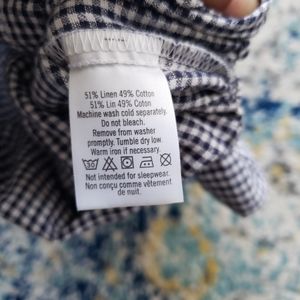 51% Linen 49% Cotton
51% Lin 49% Coton
Machine wash cold separately.
Do not bleach.
Remove from washer
promptly. Tumble dry low.
Warm iron if needed.
Not intended for sleepwear.
Non conçu comme vêtement
de nuit.